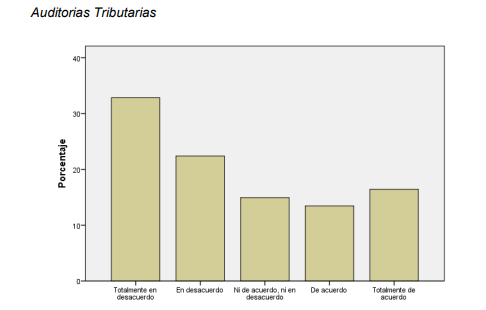 Auditorias Tributarias
40
30
20
10
0
Porcentaje
Totalmente en
desacuerdo
En desacuerdo
Ni de acuerdo, ni en
desacuerdo
De acuerdo
Totalmente de
acuerdo